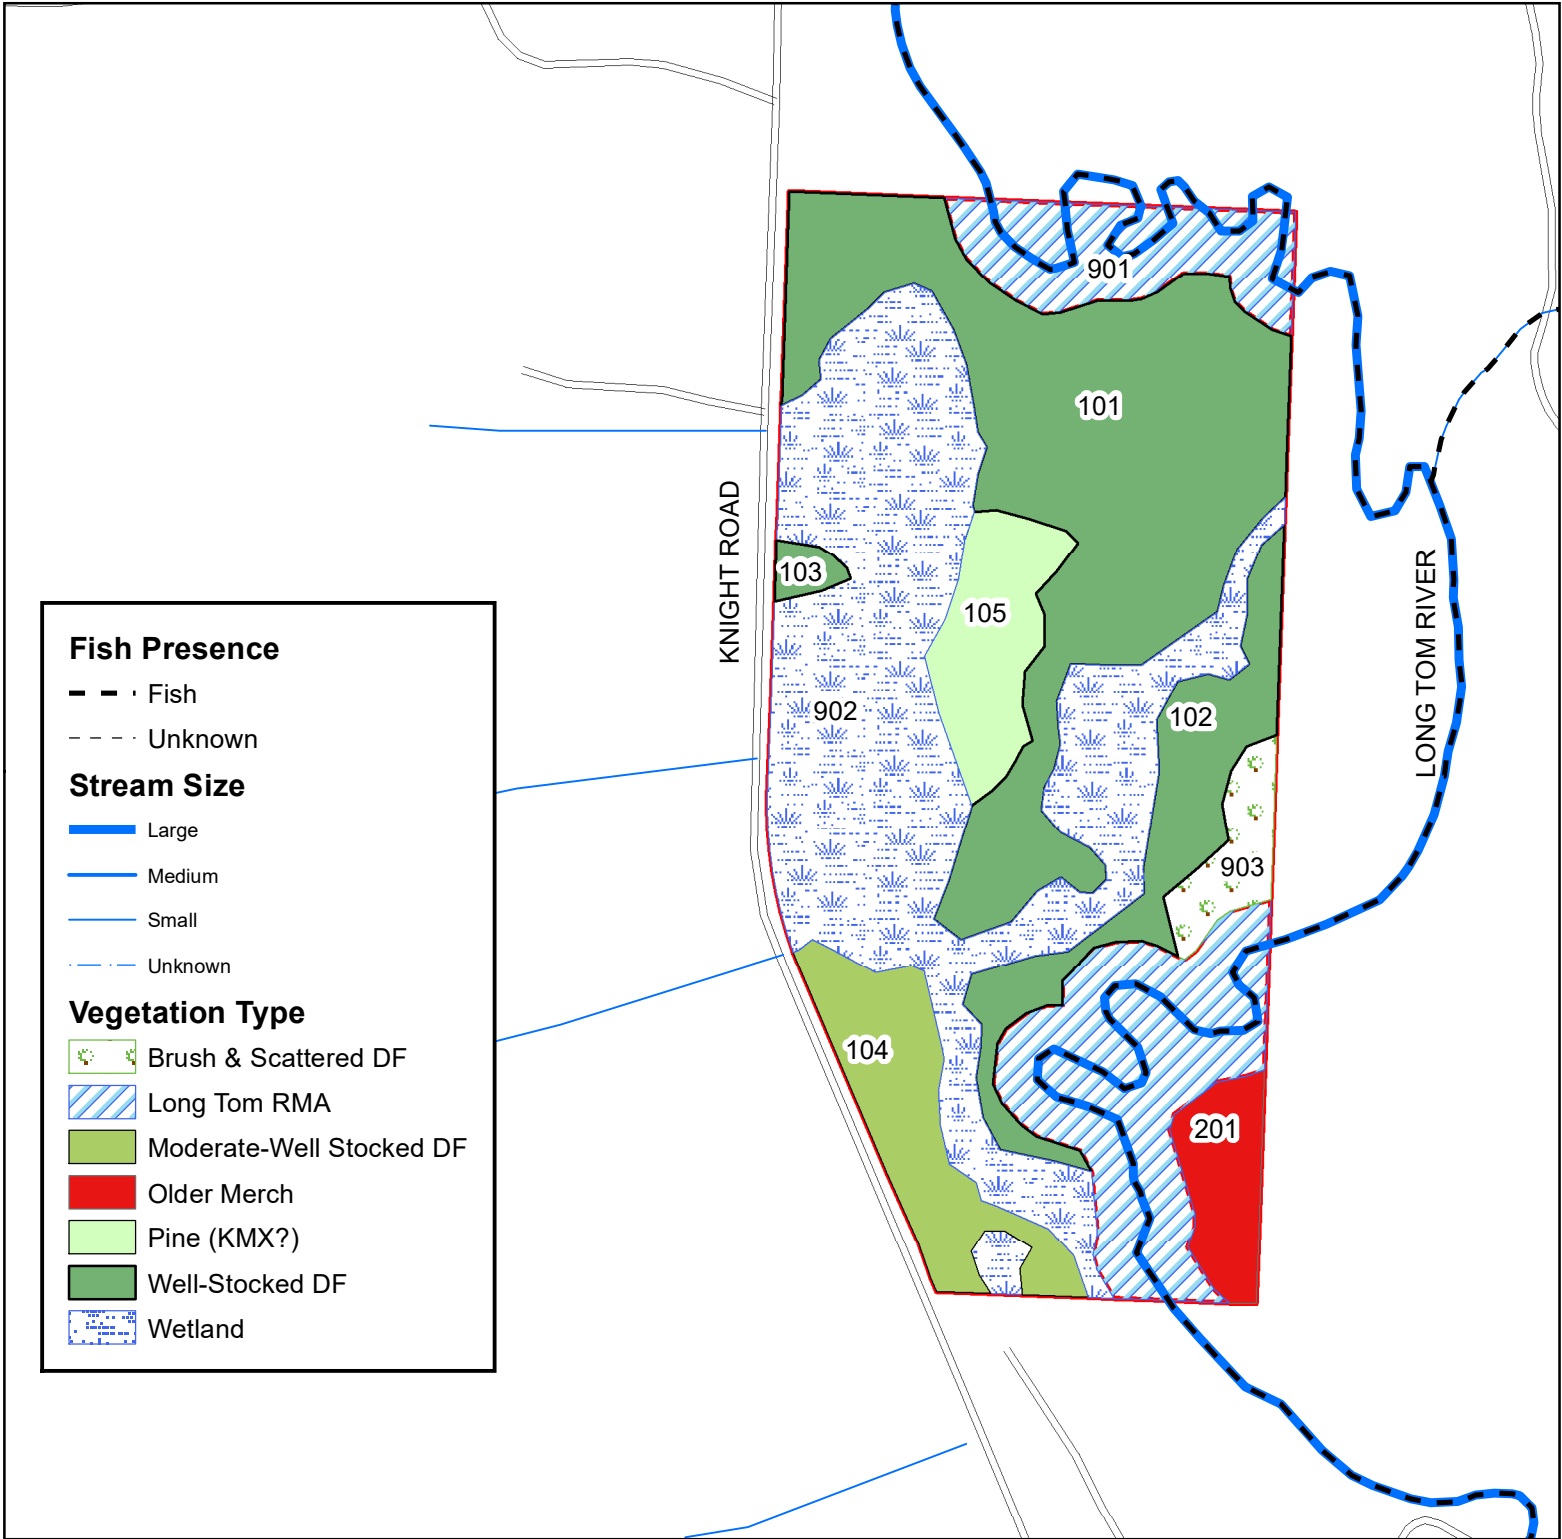 901
101
KNIGHT ROAD
103
105
LONG TOM RIVER
902
102
903
104
201
Fish Presence
Fish
Unknown
Stream Size
Large
Medium
Small
Unknown
Vegetation Type
Brush & Scattered DF
Long Tom RMA
Moderate-Well Stocked DF
Older Merch
Pine (KMX?)
Well-Stocked DF
Wetland